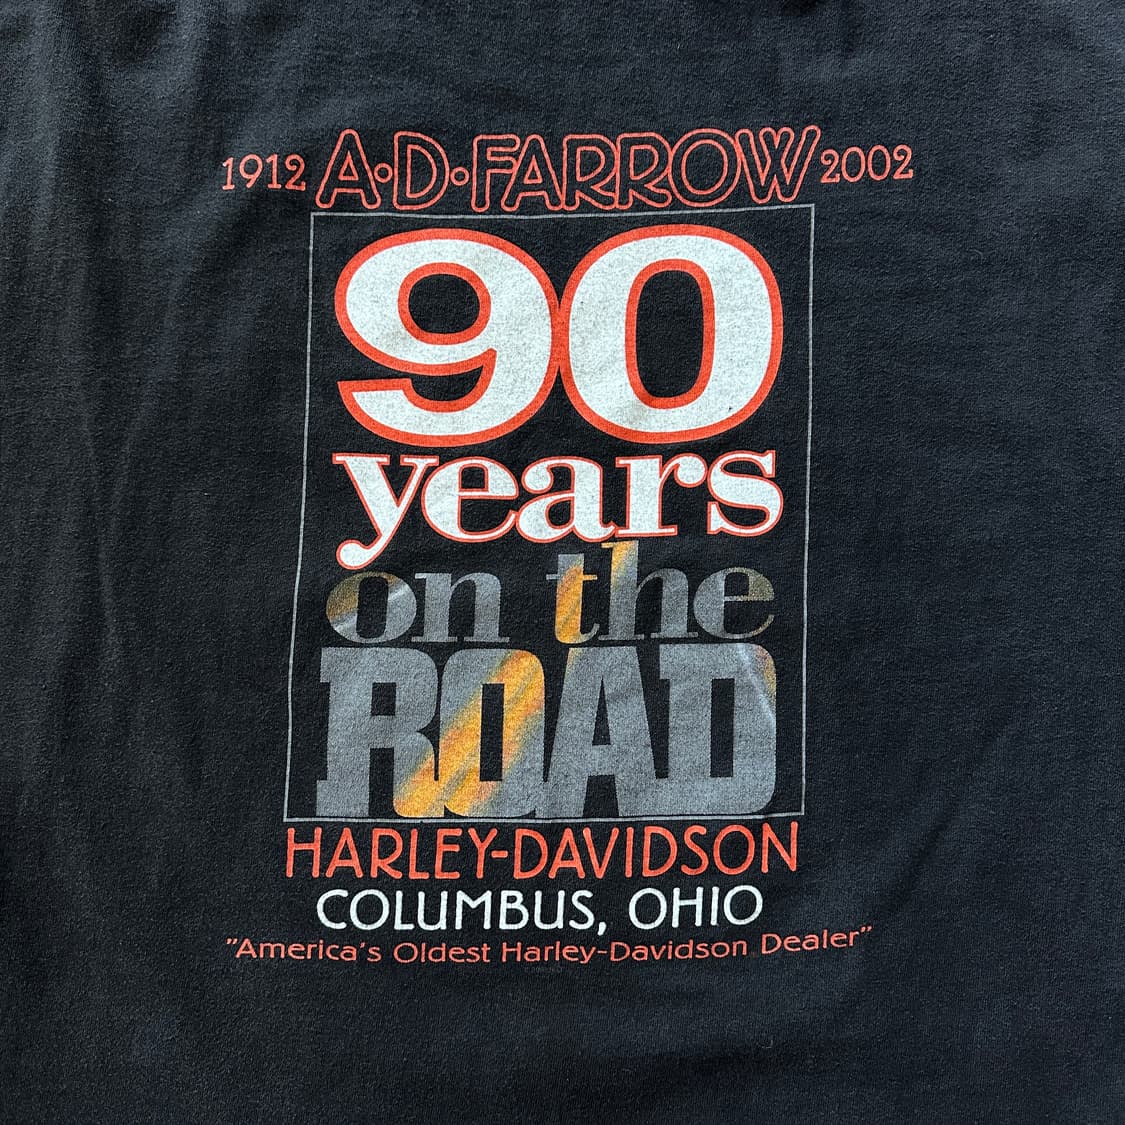 1912 A·D·FARROW 2002
90
years
on the
ROAD
HARLEY-DAVIDSON
COLUMBUS, OHIO
"America's Oldest Harley-Davidson Dealer"